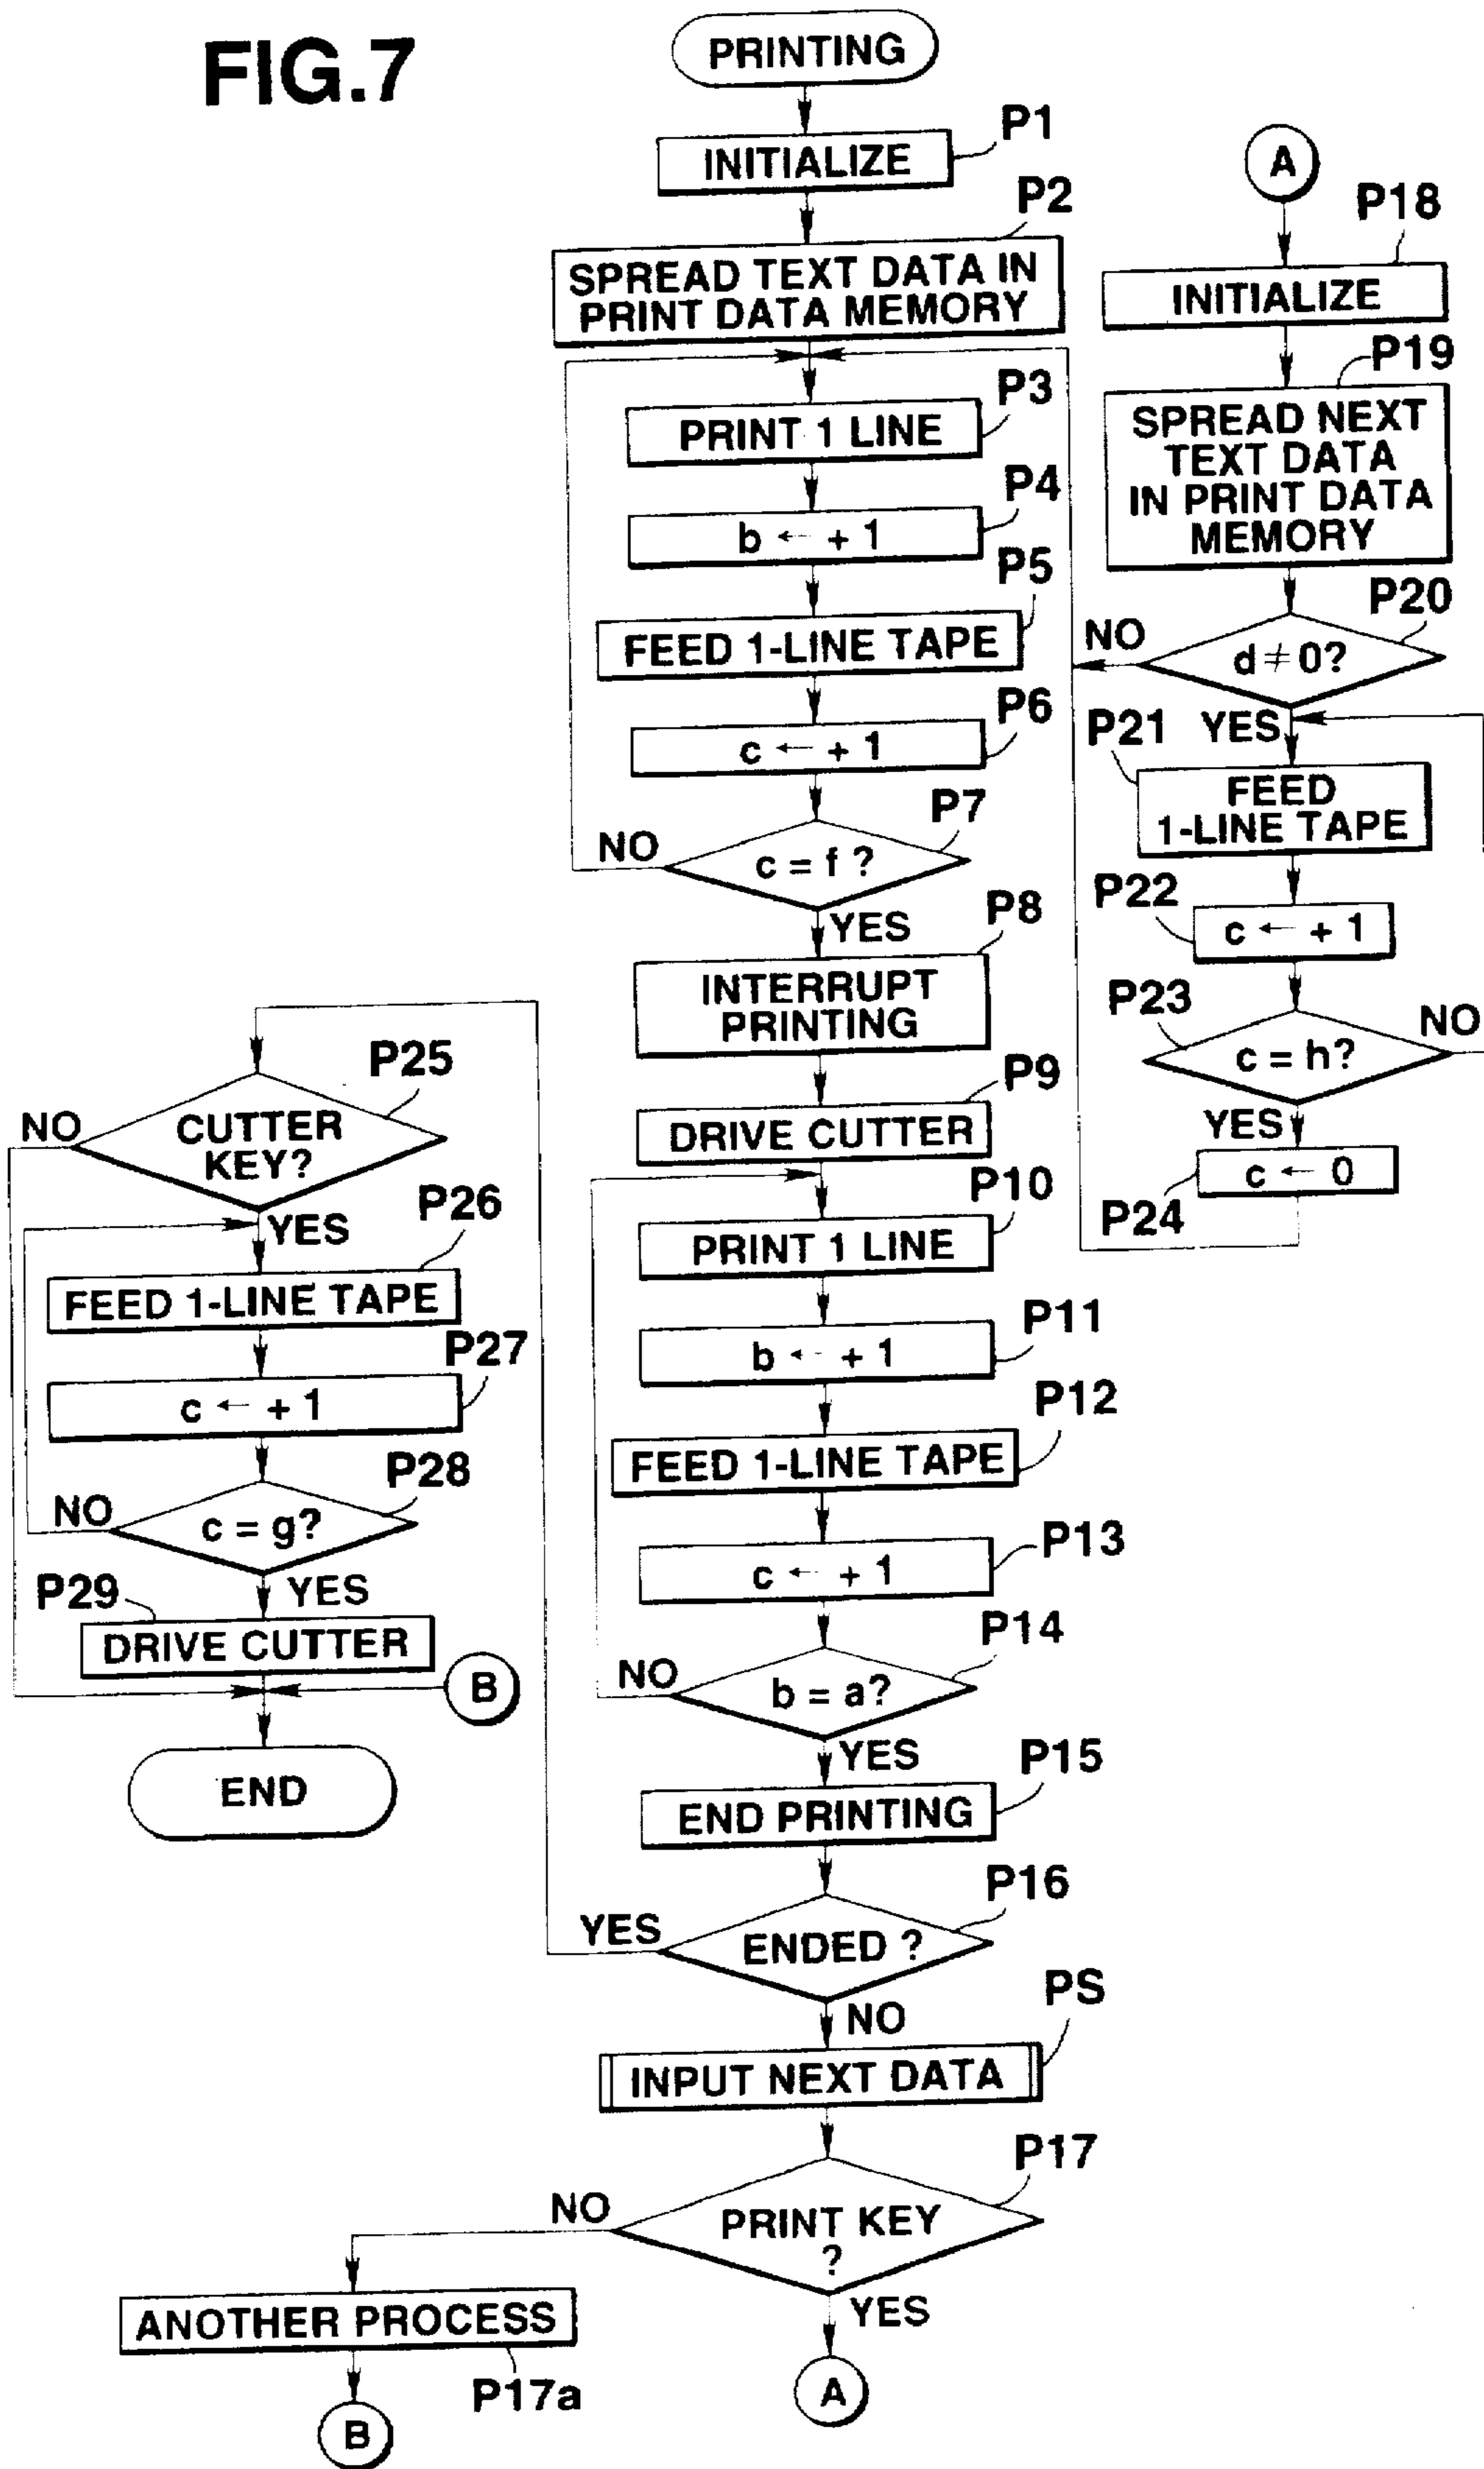 FIG.7
PRINTING
P1
INITIALIZE
P2
SPREAD TEXT DATA IN
PRINT DATA MEMORY
P3
PRINT 1 LINE
P4
b ← + 1
P5
FEED 1-LINE TAPE
P6
c ← + 1
P7
NO
c = f ?
YES
P8
INTERRUPT
PRINTING
P9
DRIVE CUTTER
P10
PRINT 1 LINE
P11
b ← + 1
P12
FEED 1-LINE TAPE
P13
c ← + 1
P14
NO
b = a?
YES
P15
END PRINTING
P16
YES
ENDED ?
NO
PS
INPUT NEXT DATA
P17
NO
PRINT KEY
?
YES
A
ANOTHER PROCESS
P17a
B
A
P18
INITIALIZE
P19
SPREAD NEXT
TEXT DATA
IN PRINT DATA
MEMORY
P20
NO
d ≠ 0?
YES
P21
FEED
1-LINE TAPE
P22
c ← + 1
P23
NO
c = h?
YES
c ← 0
P24
P25
NO
CUTTER
KEY?
YES
P26
FEED 1-LINE TAPE
P27
c ← + 1
P28
NO
c = g?
YES
P29
DRIVE CUTTER
B
END